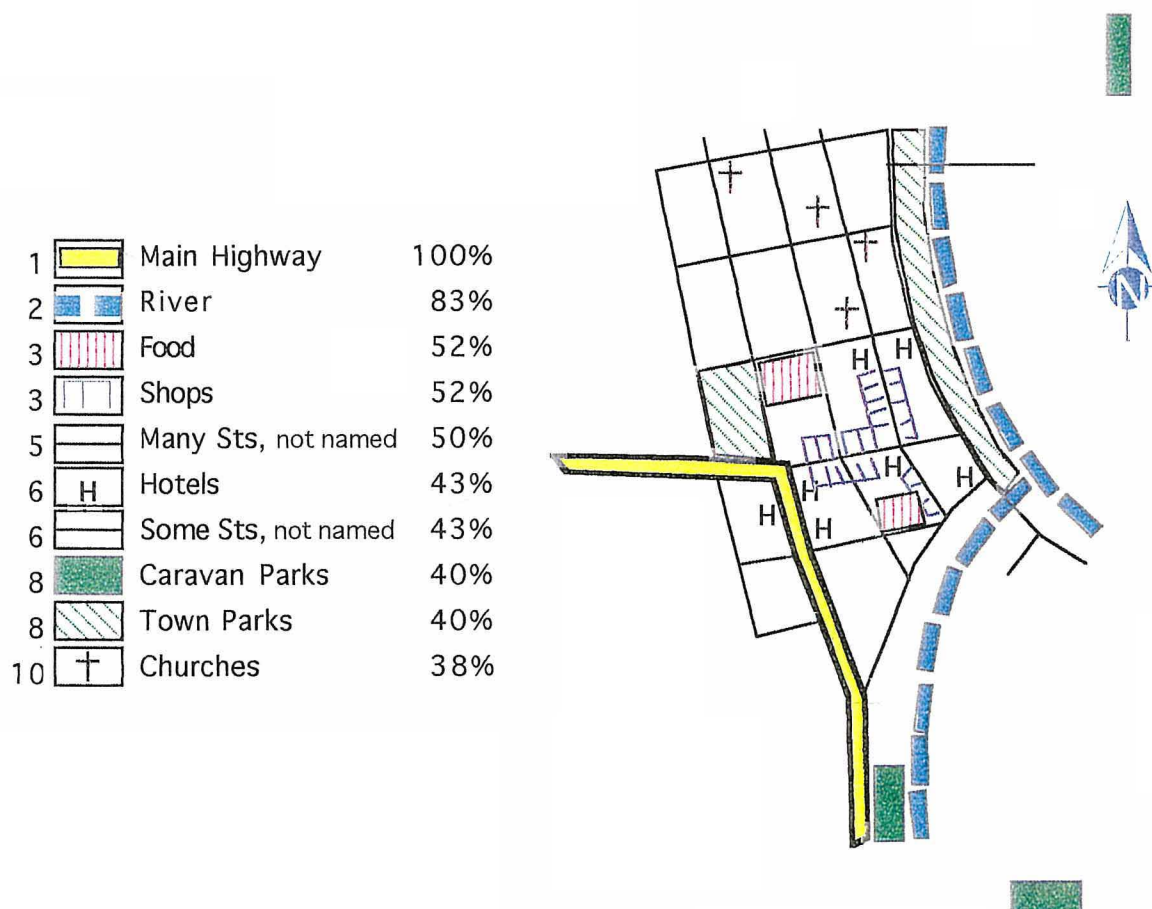 1 Main Highway 100%
2 River 83%
3 Food 52%
3 Shops 52%
5 Many Sts, not named 50%
6 H Hotels 43%
6 Some Sts, not named 43%
8 Caravan Parks 40%
8 Town Parks 40%
10 Churches 38%
N
H H
H H
H
H H